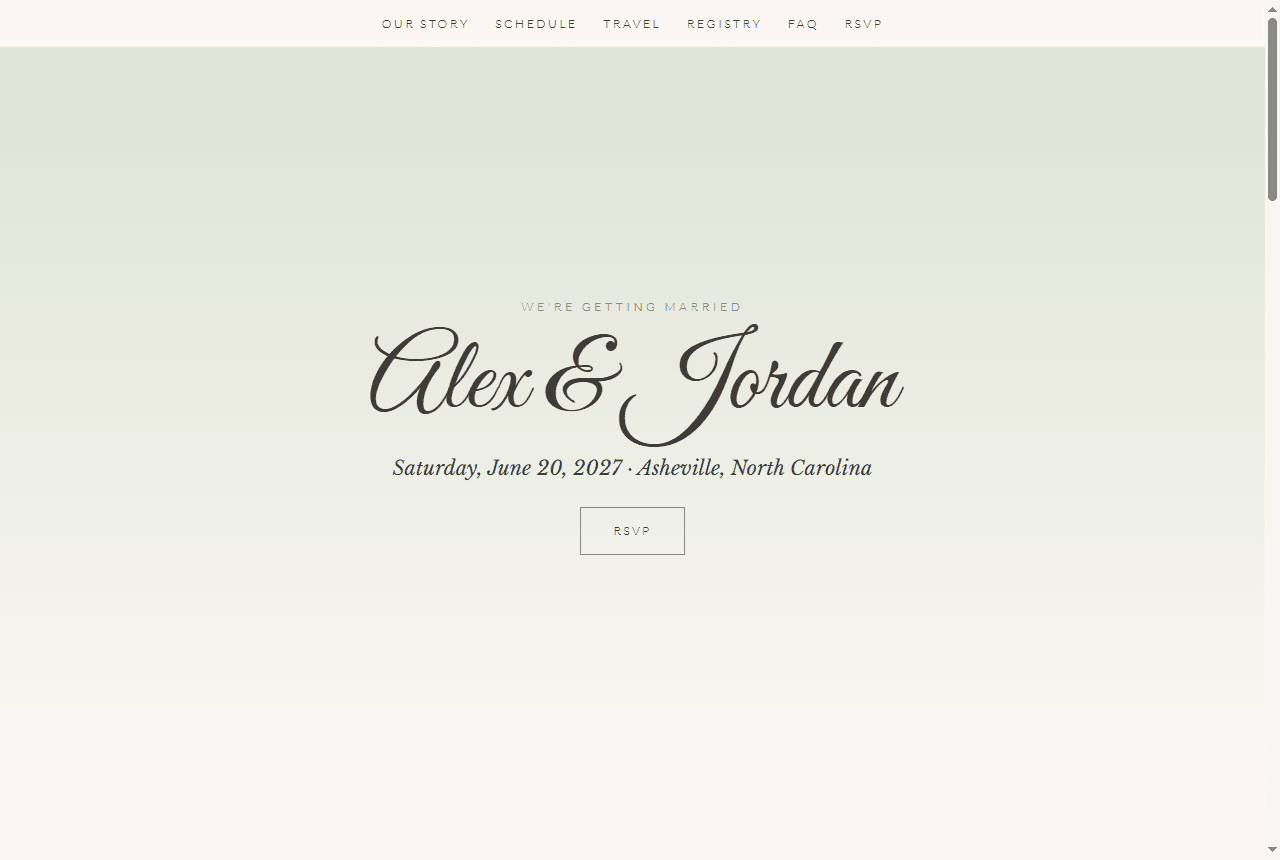 OUR STORY SCHEDULE TRAVEL REGISTRY FAQ RSVP
WE'RE GETTING MARRIED
Alex & Jordan
Saturday, June 20, 2027 · Asheville, North Carolina
RSVP